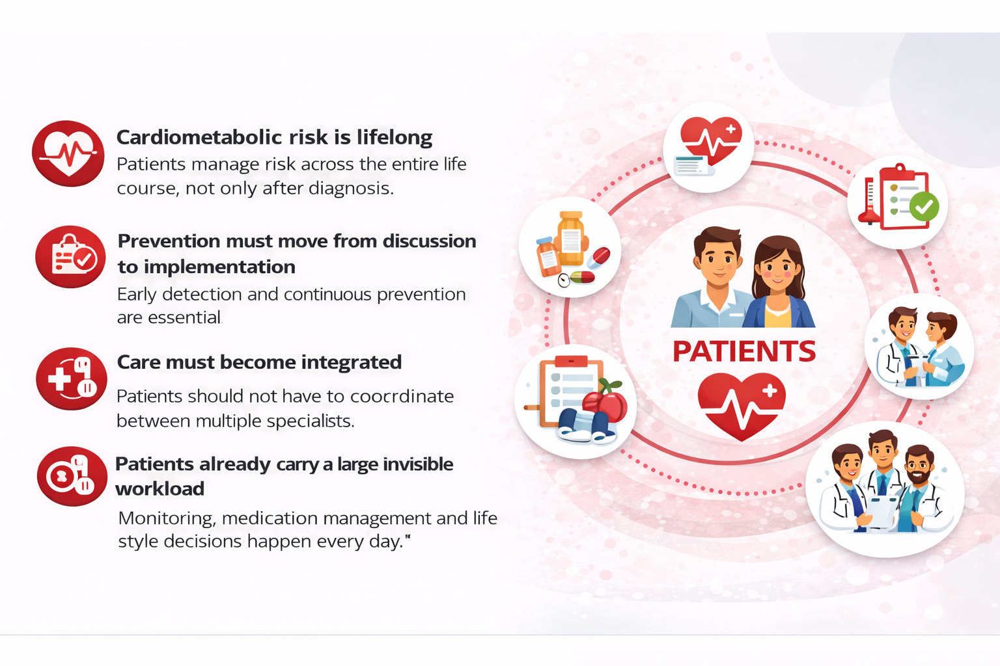 Cardiometabolic risk is lifelong
Patients manage risk across the entire life
course, not only after diagnosis.
Prevention must move from discussion
to implementation
Early detection and continuous prevention
are essential.
Care must become integrated
Patients should not have to coocrdinate
between multiple specialists.
Patients already carry a large invisible
workload
Monitoring, medication management and life
style decisions happen every day."
PATIENTS